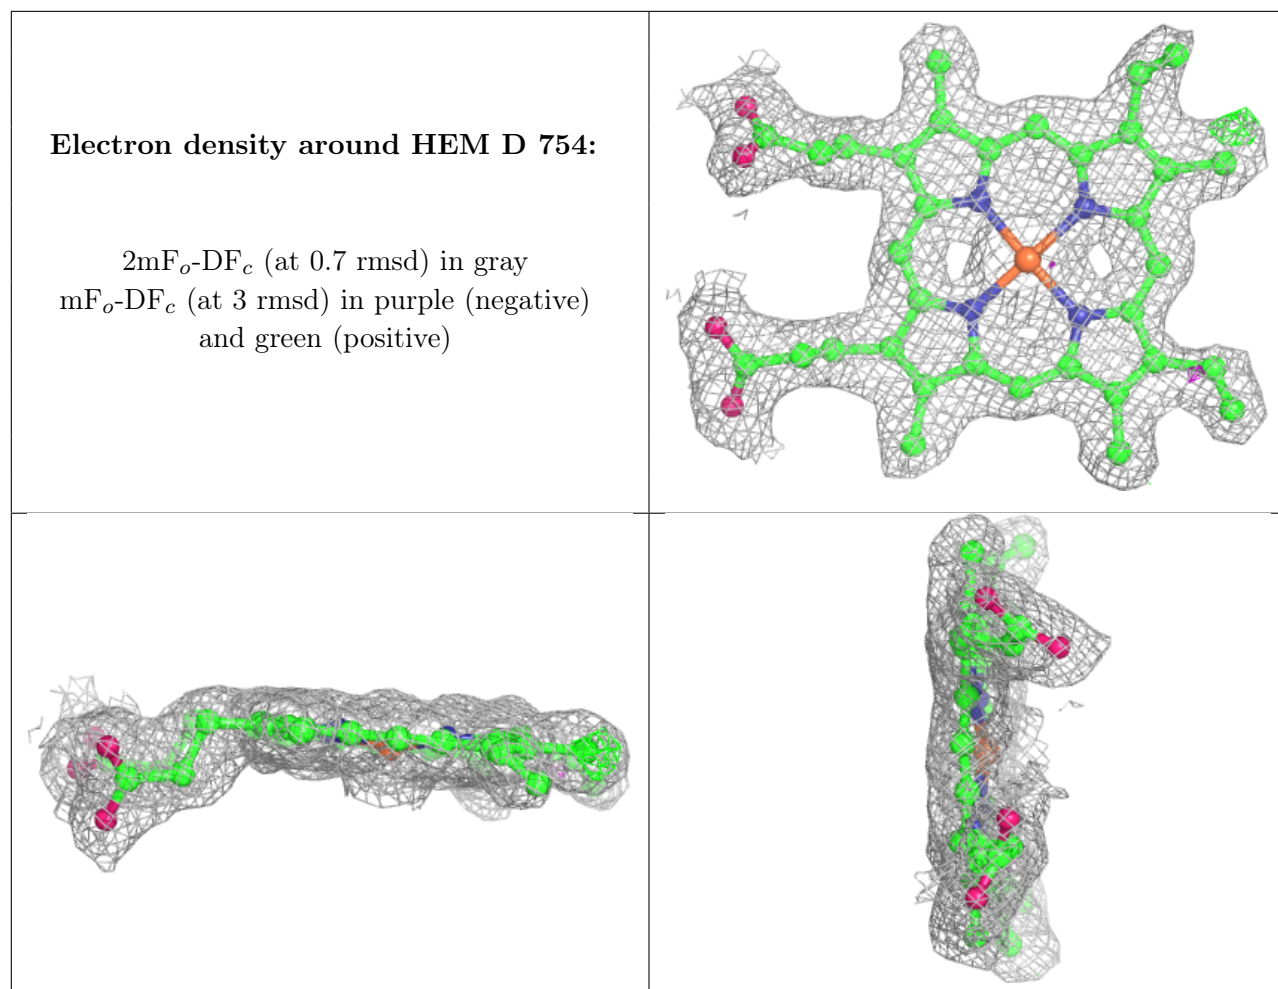 Electron density around HEM D 754:
2mFo-DFc (at 0.7 rmsd) in gray
mFo-DFc (at 3 rmsd) in purple (negative)
and green (positive)